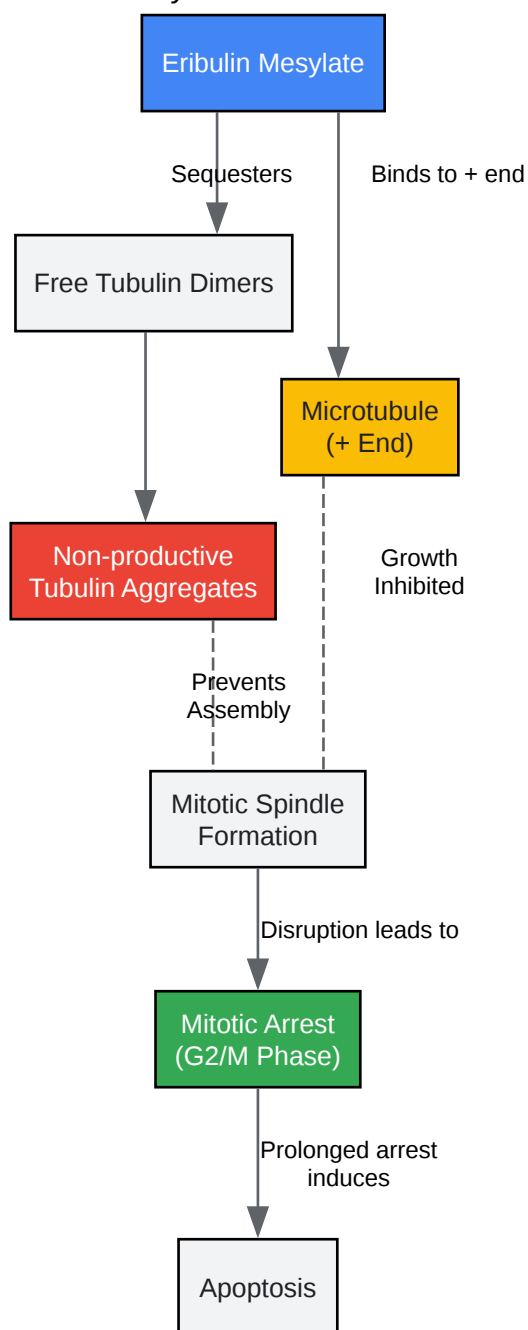 Eribulin Mesylate
Sequesters
Binds to + end
Free Tubulin Dimers
Microtubule
(+ End)
Non-productive
Tubulin Aggregates
Growth
Inhibited
Prevents
Assembly
Mitotic Spindle
Formation
Disruption leads to
Mitotic Arrest
(G2/M Phase)
Prolonged arrest
induces
Apoptosis